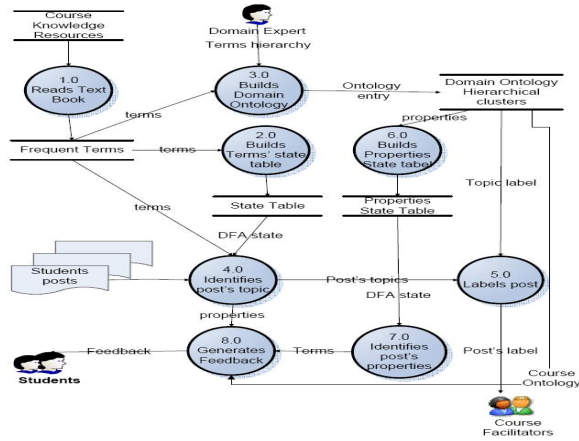 Course
Knowledge
Resources
Domain Expert
Terms hierarchy
1.0
Reads Text
Book
3.0
Builds
Domain
Ontology
Ontology
entry
Domain Ontology
Hierarchical
clusters
terms
properties
Frequent Terms
terms
2.0
Builds
Terms' state
table
6.0
Builds
Properties
State tabel
Topic label
terms
State Table
Properties
State Table
DFA state
Students
posts
4.0
Identifies
post's topic
Post's topics
5.0
Labels post
DFA state
properties
Feedback
8.0
Generates
Feedback
Terms
7.0
Identifies
post's
properties
Post's label
Course
Ontology
Students
Course
Facilitators